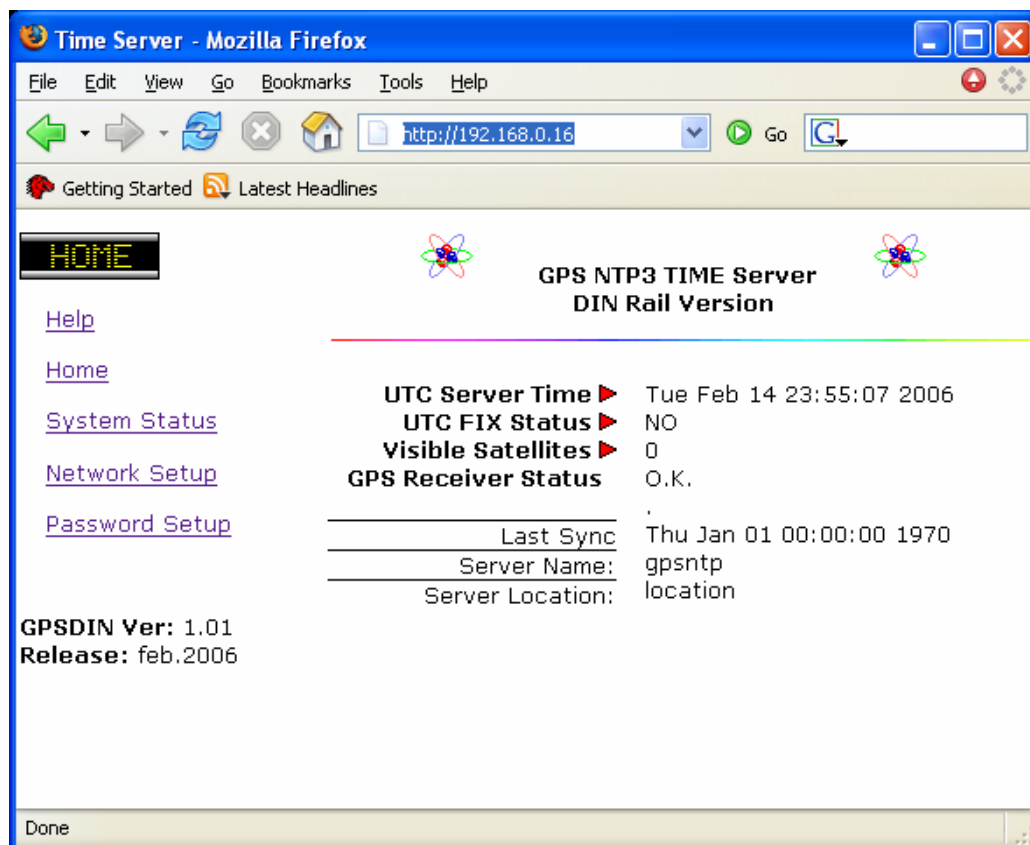 Time Server - Mozilla Firefox
File Edit View Go Bookmarks Tools Help
http://192.168.0.16 Go G
Getting Started Latest Headlines
HOME
GPS NTP3 TIME Server
DIN Rail Version
Help
Home
System Status
Network Setup
Password Setup
UTC Server Time Tue Feb 14 23:55:07 2006
UTC FIX Status NO
Visible Satellites 0
GPS Receiver Status O.K.
.
Last Sync Thu Jan 01 00:00:00 1970
Server Name: gpsntp
Server Location: location
GPSDIN Ver: 1.01
Release: feb.2006
Done